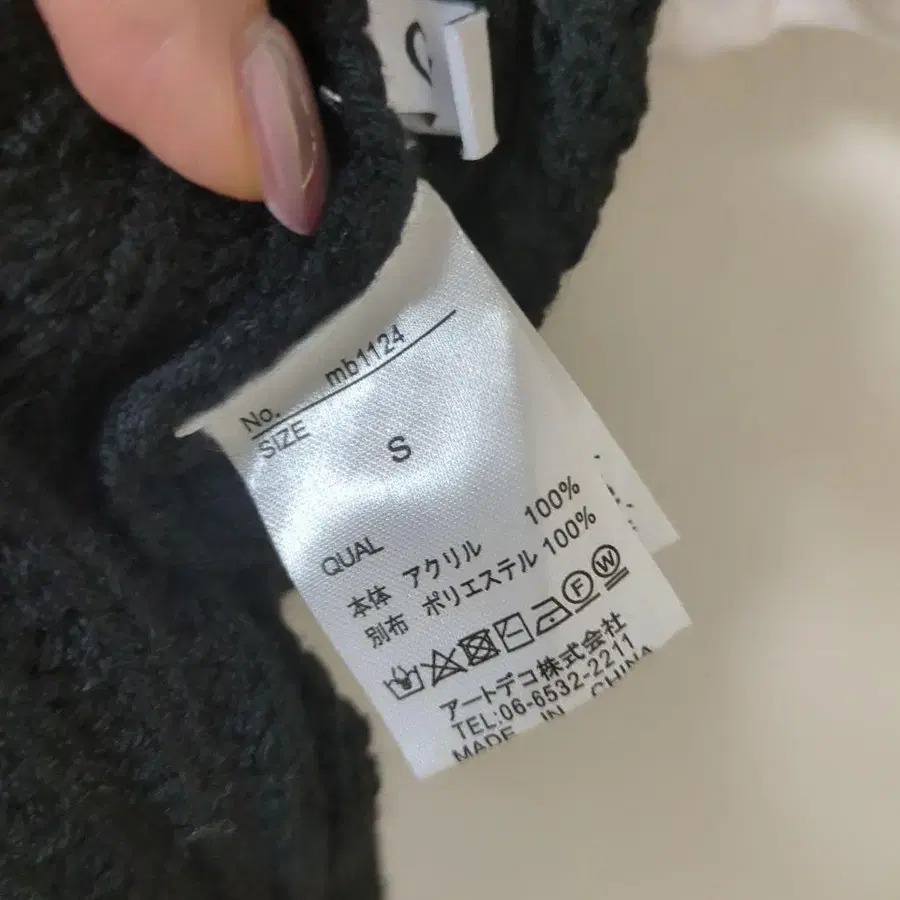 No. mb1124
SIZE
S
QUAL
本体 アクリル 100%
別布 ポリエステル 100%
F W
アートデコ株式会社
TEL:06-6532-2211
MADE IN CHINA